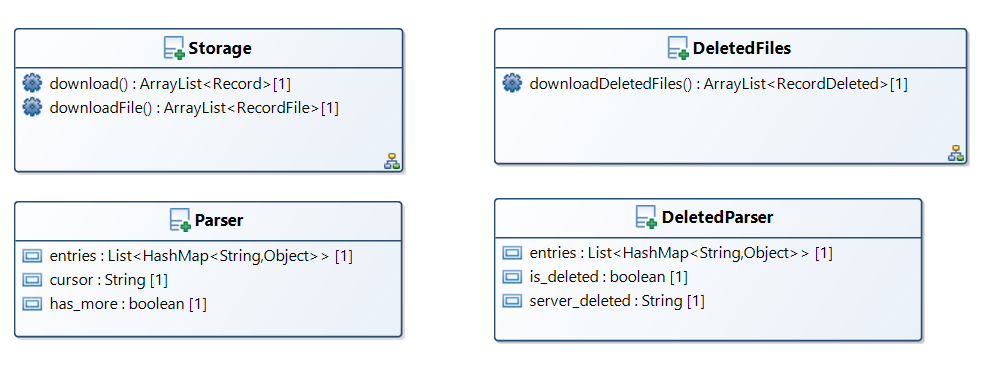 Storage
download() : ArrayList<Record>[1]
downloadFile() : ArrayList<RecordFile>[1]
DeletedFiles
downloadDeletedFiles() : ArrayList<RecordDeleted>[1]
Parser
entries : List<HashMap<String,Object>> [1]
cursor : String [1]
has_more : boolean [1]
DeletedParser
entries : List<HashMap<String,Object>> [1]
is_deleted : boolean [1]
server_deleted : String [1]